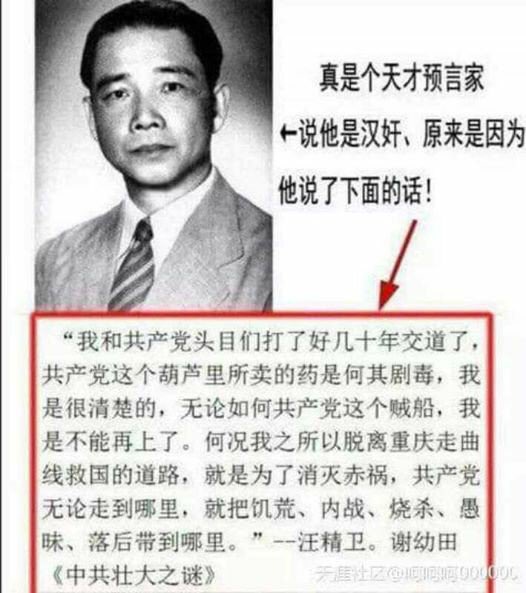 真是个天才预言家
←说他是汉奸、原来是因为
他说了下面的话！
“我和共产党头目们打了好几十年交道了，
共产党这个葫芦里所卖的药是何其剧毒，我
是很清楚的，无论如何共产党这个贼船，我
是不能再上了。何况我之所以脱离重庆走曲
线救国的道路，就是为了消灭赤祸，共产党
无论走到哪里，就把饥荒、内战、烧杀、愚
昧、落后带到哪里。”--汪精卫。谢幼田
《中共壮大之谜》
天涯社区@呵呵呵000000